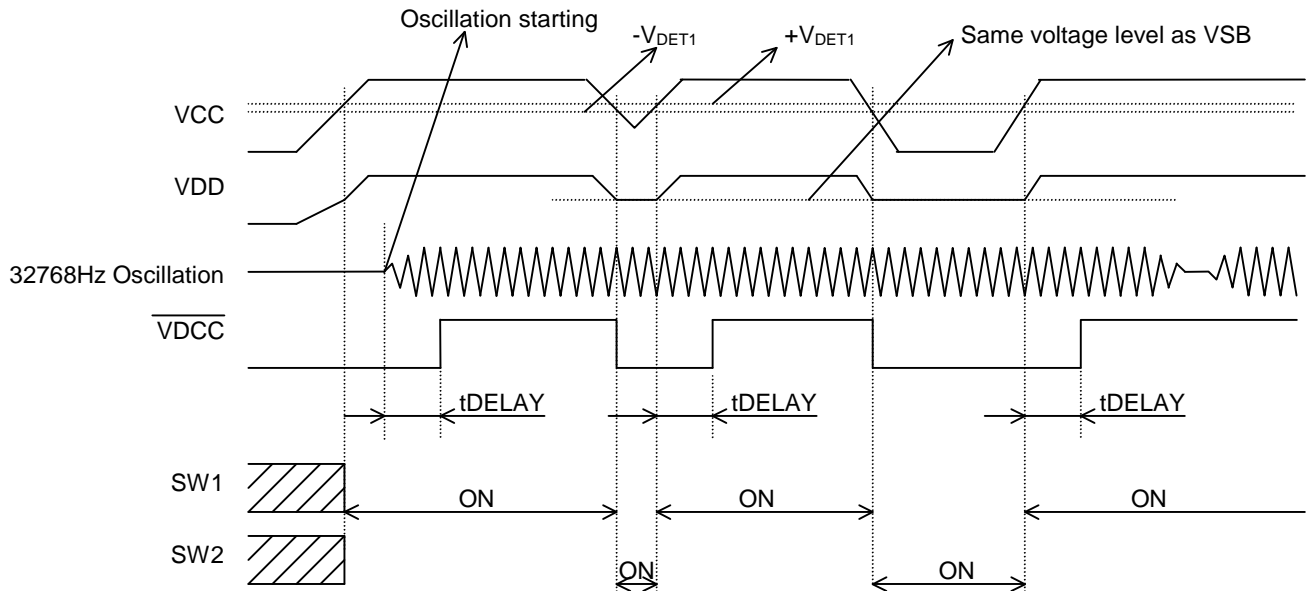 Oscillation starting
-VDET1
+VDET1
Same voltage level as VSB
VCC
VDD
32768Hz Oscillation
VDCC
tDELAY
tDELAY
tDELAY
SW1
ON
ON
ON
SW2
ON
ON